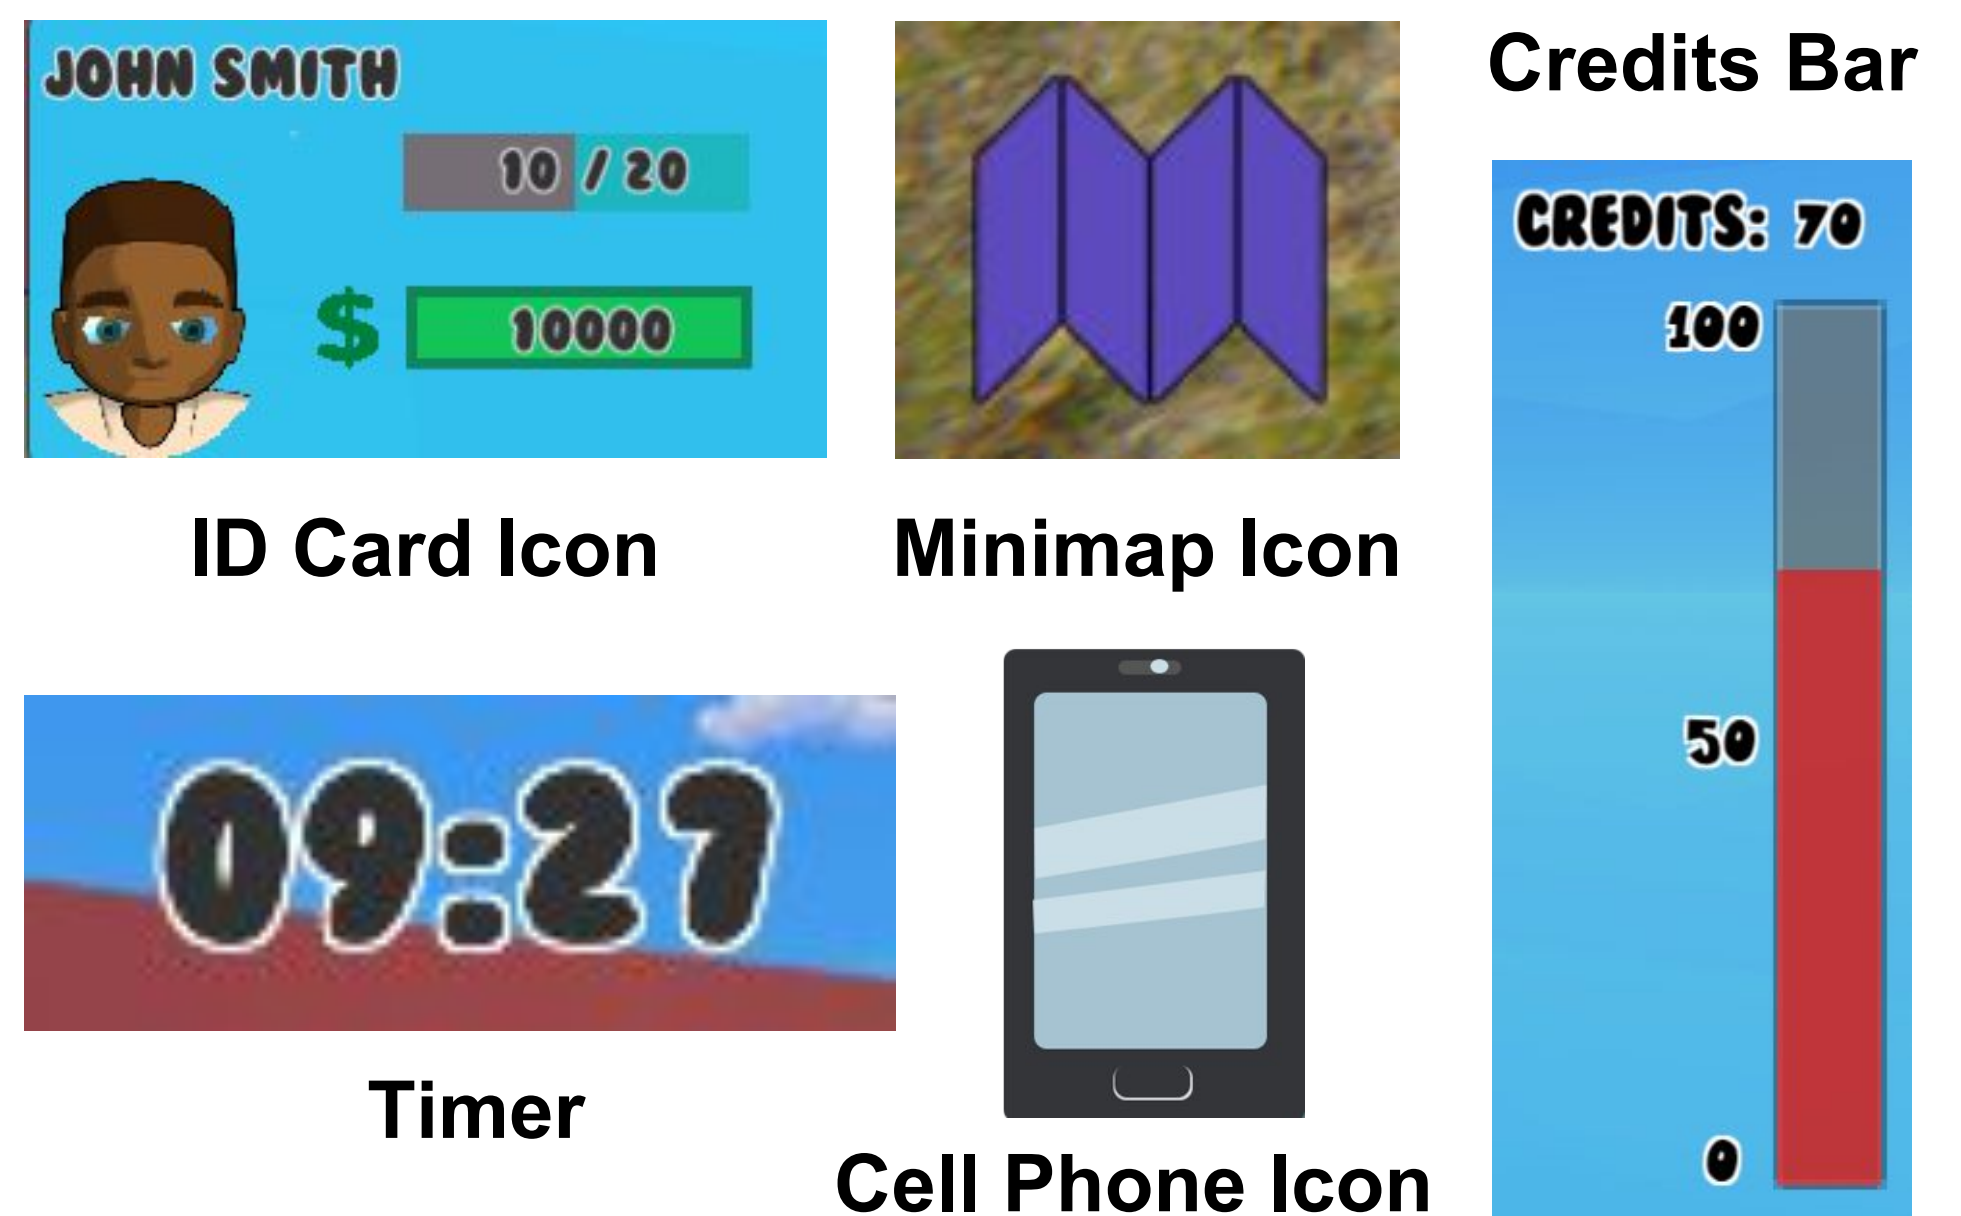 JOHN SMITH
10 / 20
$ 10000
ID Card Icon
Minimap Icon
Credits Bar
CREDITS: 70
100
50
0
09:27
Timer
Cell Phone Icon